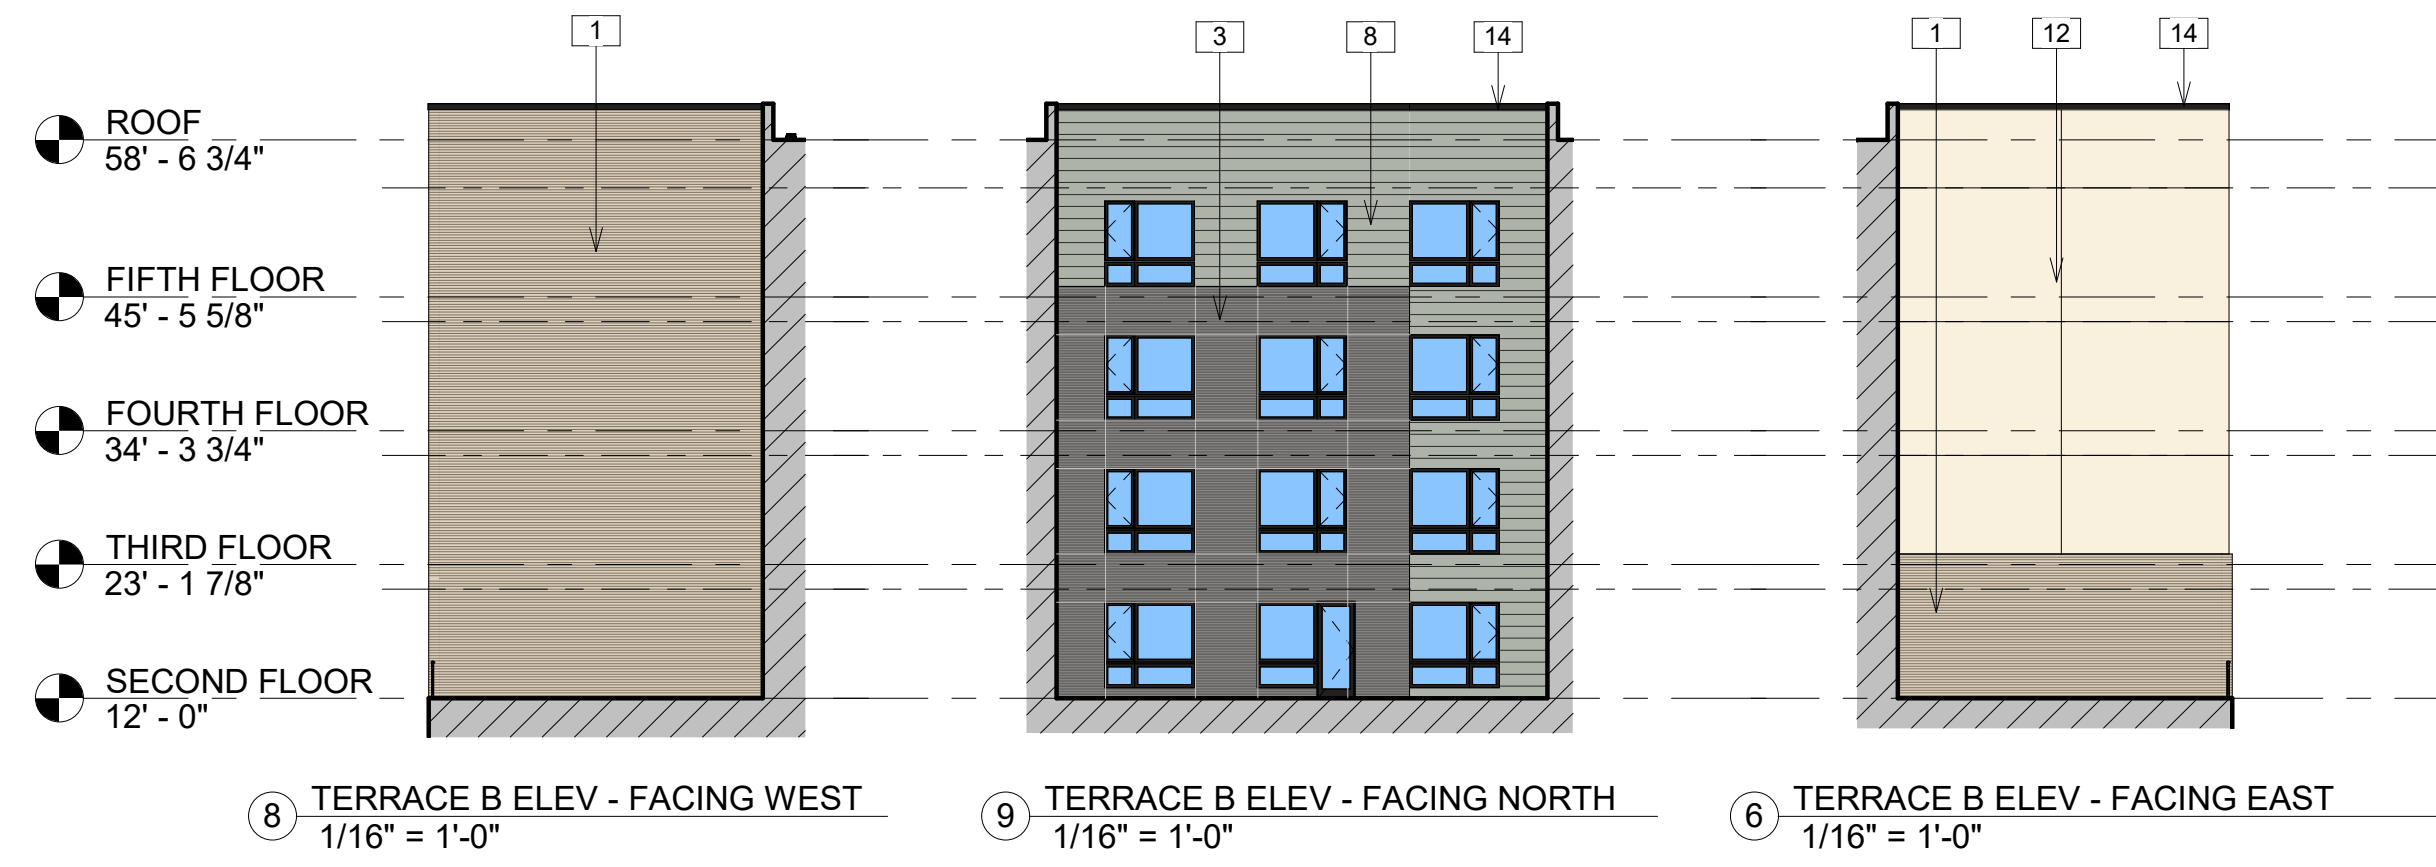 1
3
8
14
1
12
14
ROOF
58' - 6 3/4"
FIFTH FLOOR
45' - 5 5/8"
FOURTH FLOOR
34' - 3 3/4"
THIRD FLOOR
23' - 1 7/8"
SECOND FLOOR
12' - 0"
8 TERRACE B ELEV - FACING WEST
1/16" = 1'-0"
9 TERRACE B ELEV - FACING NORTH
1/16" = 1'-0"
6 TERRACE B ELEV - FACING EAST
1/16" = 1'-0"